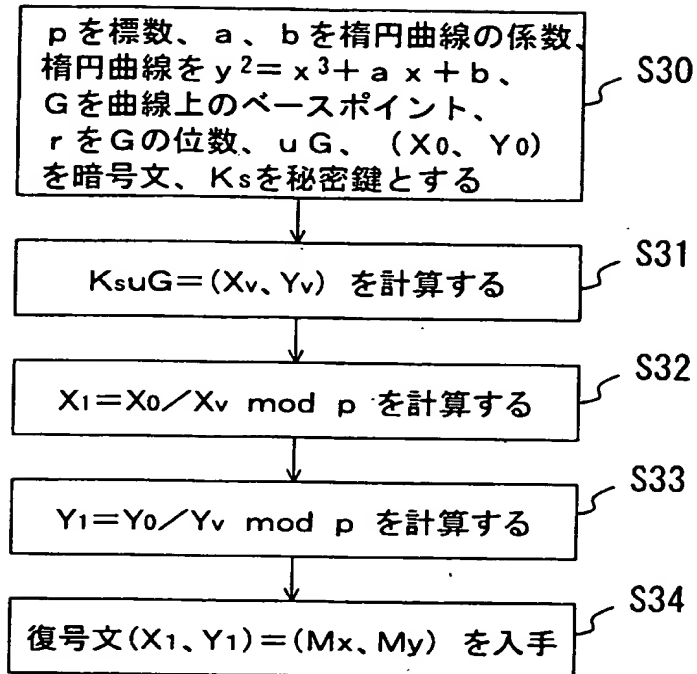 pを標数、a、bを楕円曲線の係数、
楕円曲線をy²=x³+ax+b、
Gを曲線上のベースポイント、
rをGの位数、uG、(X0、Y0)
を暗号文、Ksを秘密鍵とする
S30
KsuG=(Xv、Yv) を計算する
S31
X1=X0/Xv mod p を計算する
S32
Y1=Y0/Yv mod p を計算する
S33
復号文(X1、Y1)=(Mx、My) を入手
S34